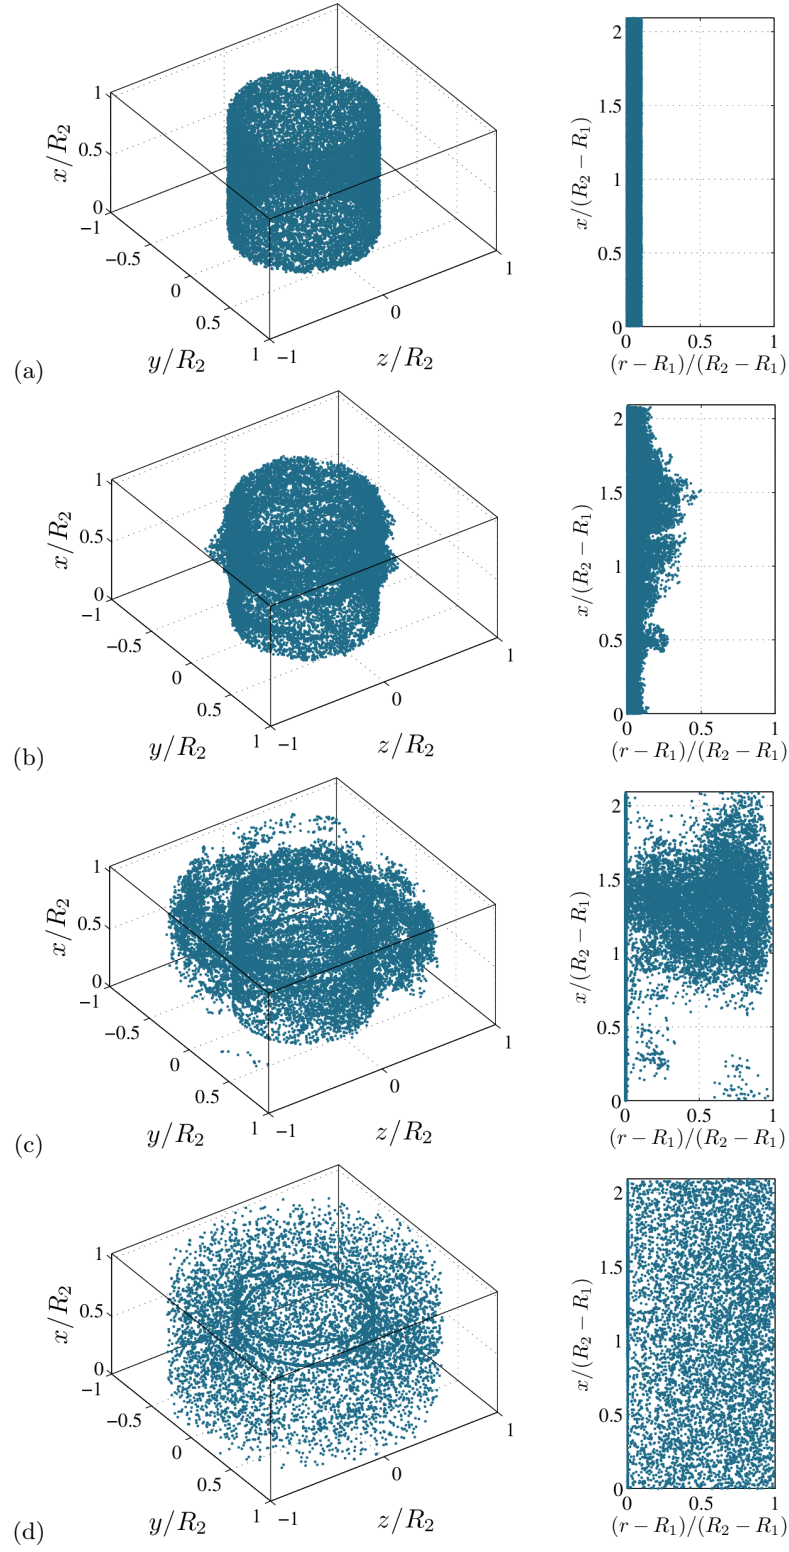 1
0.5
0
x/R₂
−1
−0.5
0
0.5
1
y/R₂
−1
0
1
z/R₂
2
1.5
1
0.5
0
x/(R₂ − R₁)
0 0.5 1
(r − R₁)/(R₂ − R₁)
(a)
1
0.5
0
x/R₂
−1
−0.5
0
0.5
1
y/R₂
−1
0
1
z/R₂
2
1.5
1
0.5
0
x/(R₂ − R₁)
0 0.5 1
(r − R₁)/(R₂ − R₁)
(b)
1
0.5
0
x/R₂
−1
−0.5
0
0.5
1
y/R₂
−1
0
1
z/R₂
2
1.5
1
0.5
0
x/(R₂ − R₁)
0 0.5 1
(r − R₁)/(R₂ − R₁)
(c)
1
0.5
0
x/R₂
−1
−0.5
0
0.5
1
y/R₂
−1
0
1
z/R₂
2
1.5
1
0.5
0
x/(R₂ − R₁)
0 0.5 1
(r − R₁)/(R₂ − R₁)
(d)